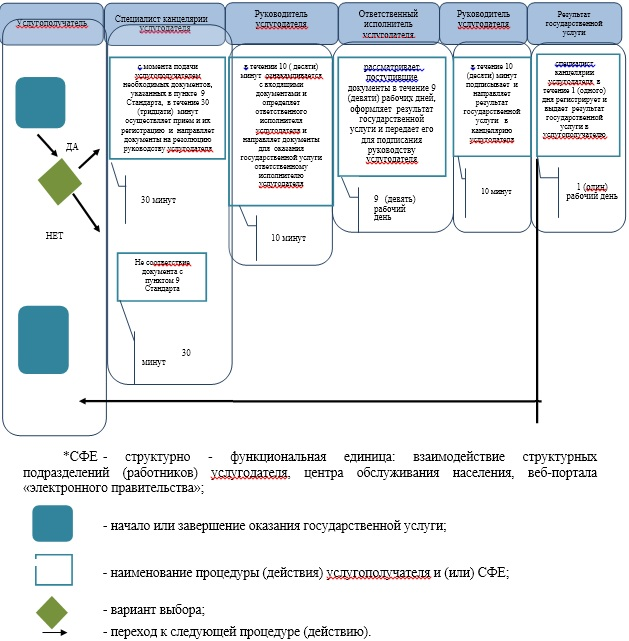 Услугополучатель
Специалист канцелярии
услугодателя
Руководитель
услугодателя
Ответственный
исполнитель
услугодателя.
Руководитель
услугодателя
Результат
государственной
услуги
с момента подачи
услугополучателем
необходимых документов,
указанных в пункте 9
Стандарта, в течение 30
(тридцати) минут
осуществляет прием и их
регистрацию и направляет
документы на резолюцию
руководству услугодателя
30 минут
Не соответствие
документа с
пунктом 9
Стандарта
30
минут
в течении 10 ( десяти)
минут ознакамливается
с входящими
документами и
определяет
ответственного
исполнителя
услугодателя и
направляет документы
для оказания
государственной услуги
ответственному
исполнителю
услугодателя
10 минут
рассматривает
поступившие
документы в течение 9
(девяти) рабочих дней,
оформляет результат
государственной
услуги и передает его
для подписания
руководству
услугодателя
9 (девять)
рабочий
день
в течение 10
(десяти) минут
подписывает и
направляет
результат
государственной
услуги в
канцелярию
услугодателя
10 минут
специалист
канцелярии
услугодателя в
течение 1 (одного)
дня регистрирует и
выдает результат
государственной
услуги в
услугополучателю
1 (один)
рабочий день
ДА
НЕТ
*СФЕ - структурно - функциональная единица: взаимодействие структурных
подразделений (работников) услугодателя, центра обслуживания населения, веб-портала
«электронного правительства»;
- начало или завершение оказания государственной услуги;
- наименование процедуры (действия) услугополучателя и (или) СФЕ;
- вариант выбора;
- переход к следующей процедуре (действию).